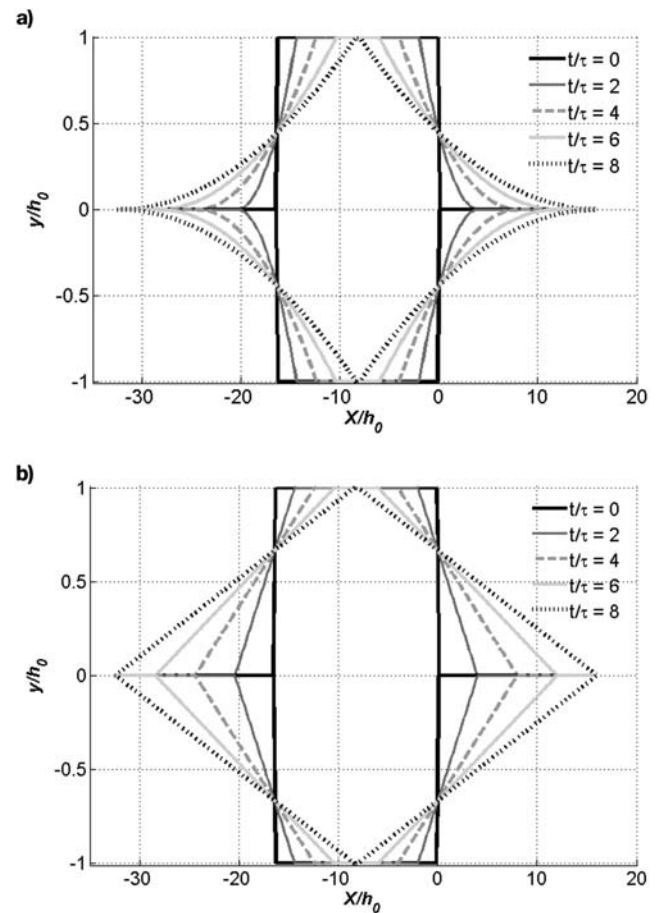 a)
1
0.5
0
-0.5
-1
y/h0
t/τ = 0
t/τ = 2
t/τ = 4
t/τ = 6
t/τ = 8
-30 -20 -10 0 10 20
X/h0
b)
1
0.5
0
-0.5
-1
y/h0
t/τ = 0
t/τ = 2
t/τ = 4
t/τ = 6
t/τ = 8
-30 -20 -10 0 10 20
X/h0